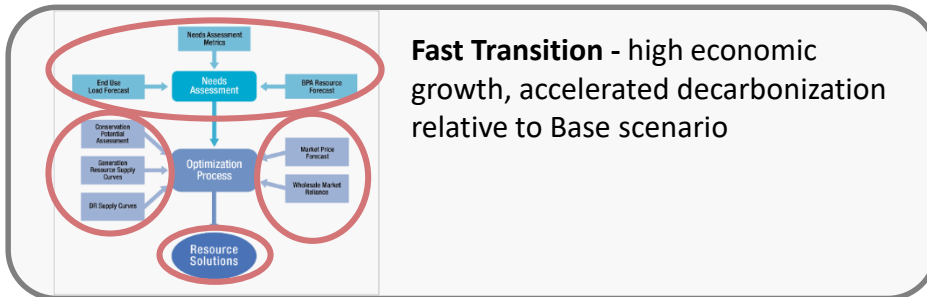 Needs Assessment
Metrics
End Use
Load Forecast
Needs
Assessment
BPA Resource
Forecast
Conservation
Potential
Assessment
Generation
Resource Supply
Curves
DR Supply Curves
Optimization
Process
Market Price
Forecast
Wholesale Market
Reliance
Resource
Solutions
Fast Transition - high economic
growth, accelerated decarbonization
relative to Base scenario